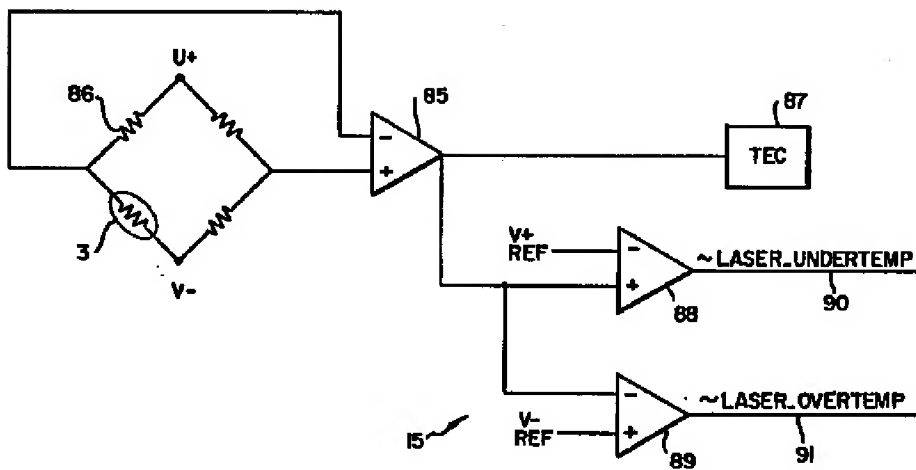 U+
86
3
V-
85
87
TEC
V+
REF
-
+
-
+
88
~LASER_UNDERTEMP
90
V-
REF
-
+
89
~LASER_OVERTEMP
91
15